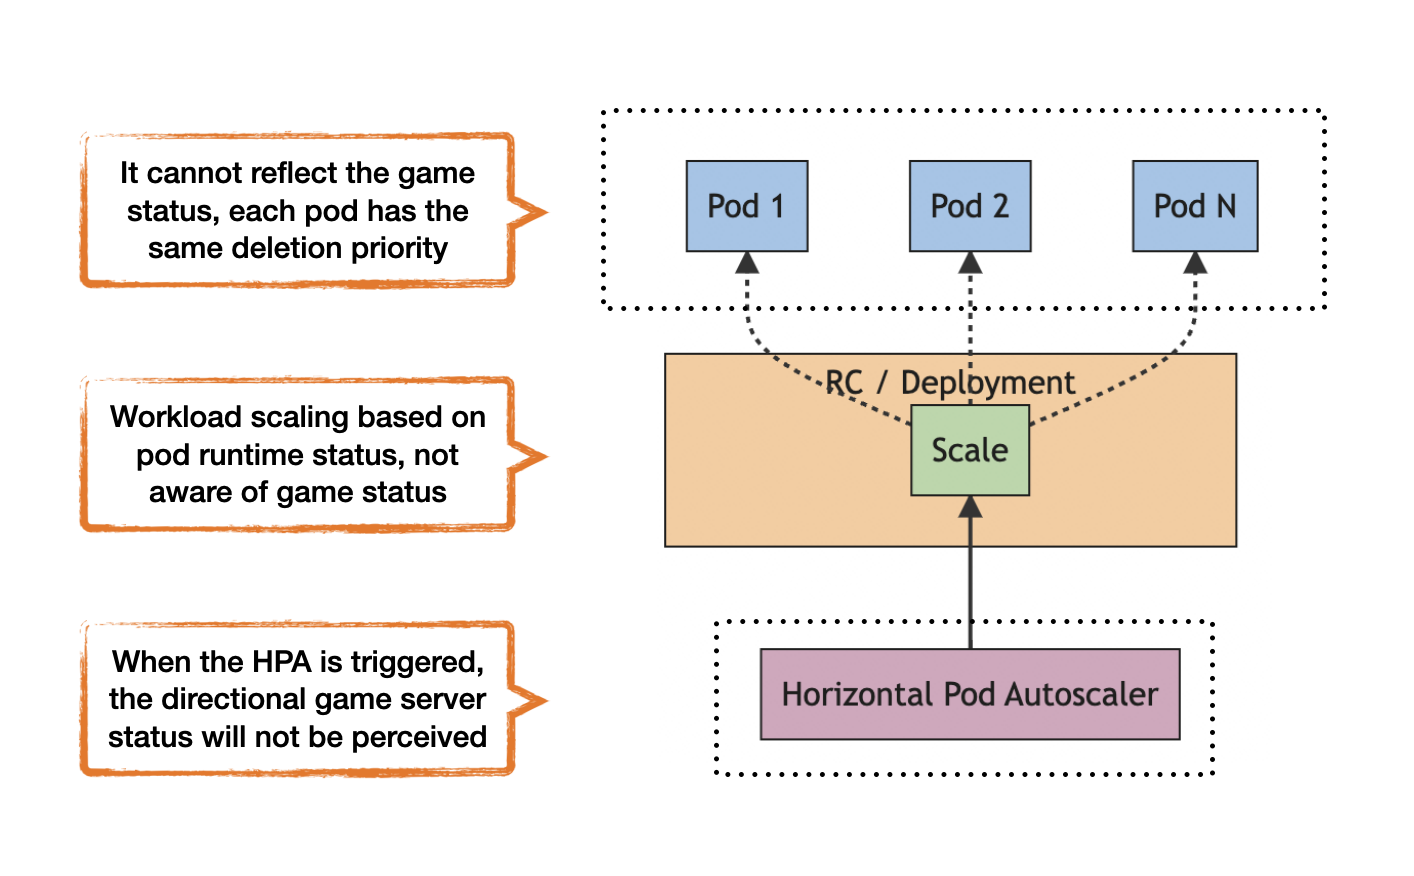 It cannot reflect the game
status, each pod has the
same deletion priority
Pod 1
Pod 2
Pod N
Workload scaling based on
pod runtime status, not
aware of game status
RC / Deployment
Scale
When the HPA is triggered,
the directional game server
status will not be perceived
Horizontal Pod Autoscaler